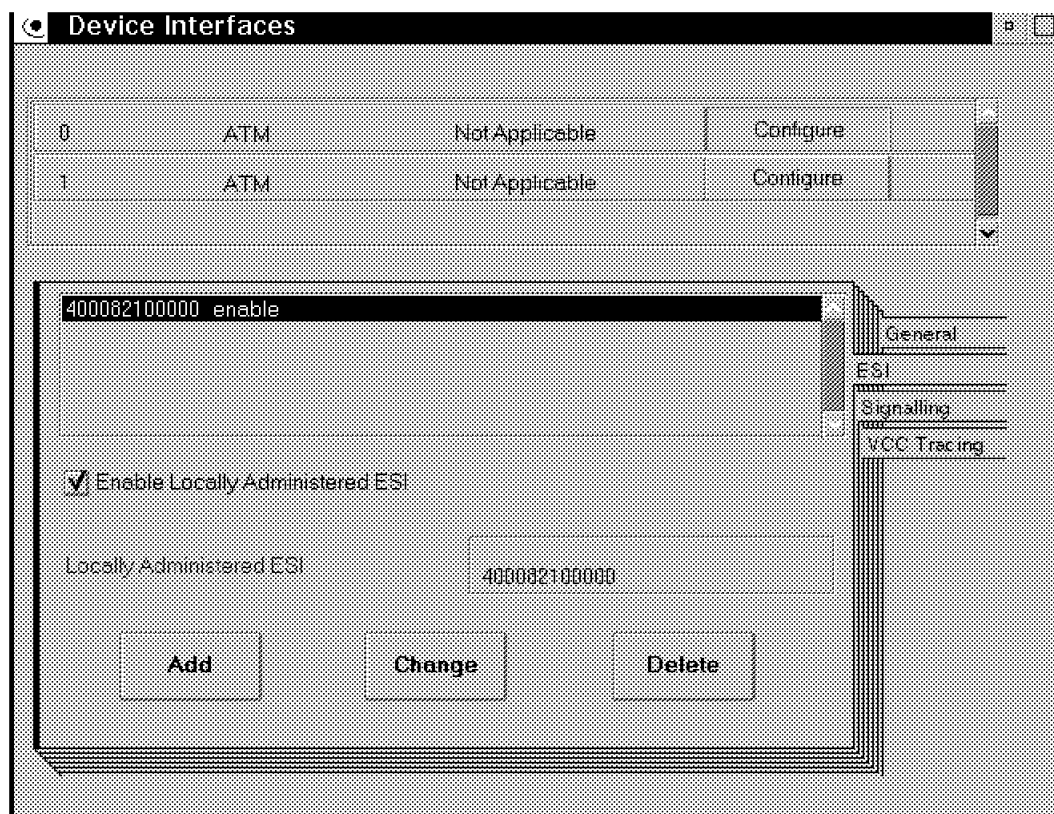 Device Interfaces
0 ATM Not Applicable Configure
1 ATM Not Applicable Configure
400082100000 enable
General
ESI
Signalling
VCC Tracing
Enable Locally Administered ESI
Locally Administered ESI 400082100000
Add Change Delete